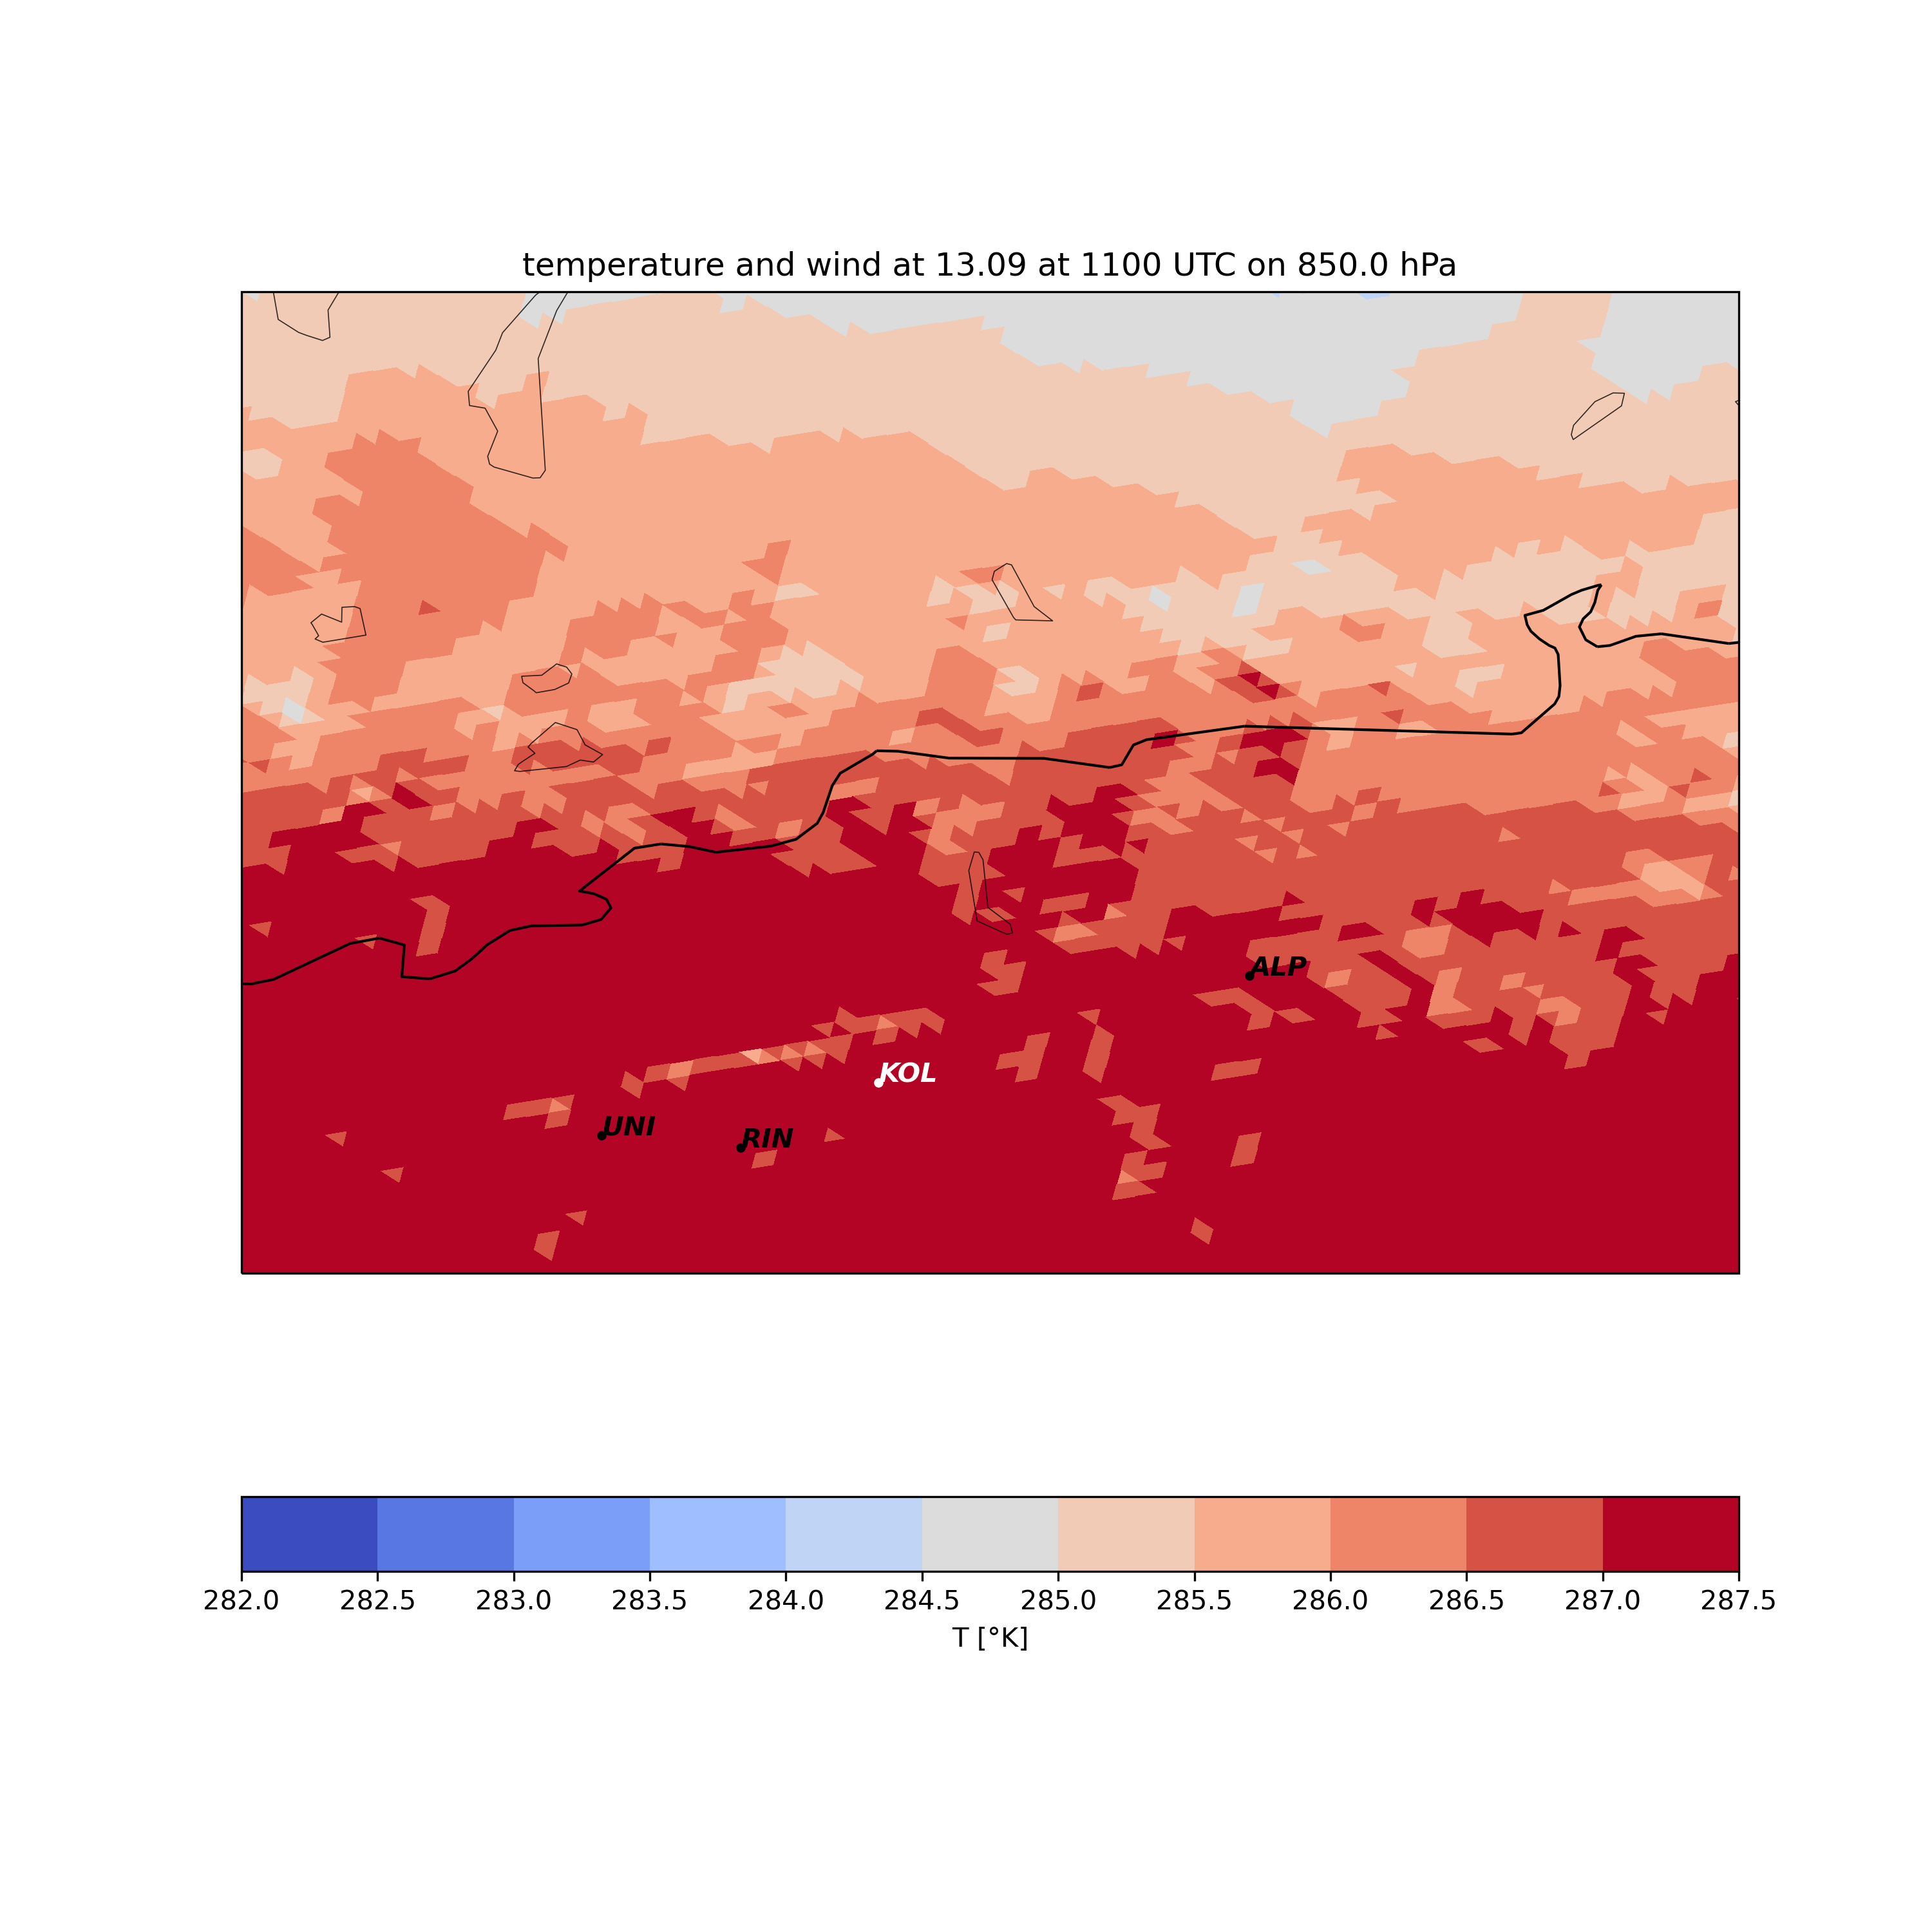 temperature and wind at 13.09 at 1100 UTC on 850.0 hPa
ALP
KOL
UNI
RIN
282.0 282.5 283.0 283.5 284.0 284.5 285.0 285.5 286.0 286.5 287.0 287.5
T [°K]